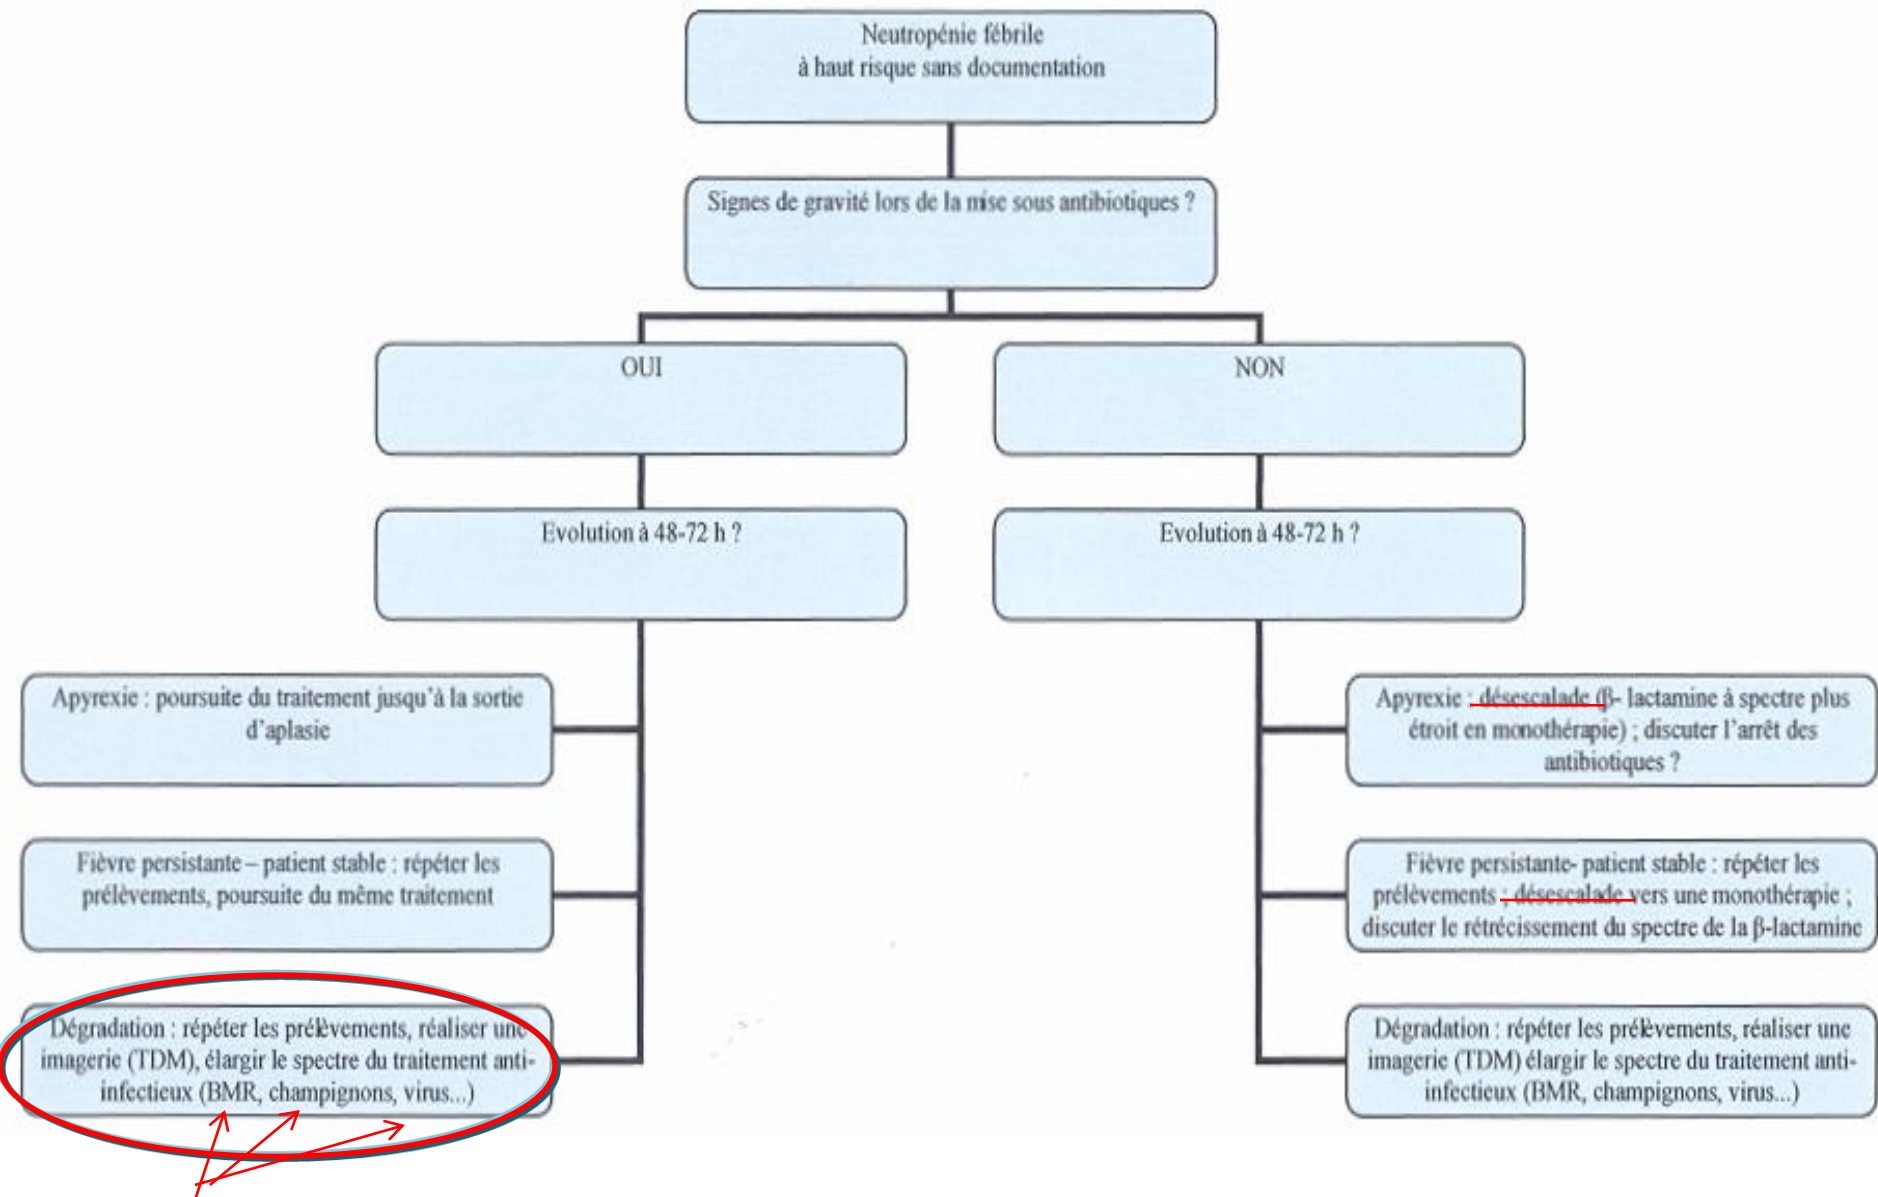 Neutropénie fébrile
à haut risque sans documentation
Signes de gravité lors de la mise sous antibiotiques ?
OUI
NON
Evolution à 48-72 h ?
Evolution à 48-72 h ?
Apyrexie : poursuite du traitement jusqu'à la sortie
d'aplasie
Apyrexie : désescalade (β- lactamine à spectre plus
étroit en monothérapie) ; discuter l'arrêt des
antibiotiques ?
Fièvre persistante – patient stable : répéter les
prélèvements, poursuite du même traitement
Fièvre persistante- patient stable : répéter les
prélèvements ; désescalade vers une monothérapie ;
discuter le rétrécissement du spectre de la β-lactamine
Dégradation : répéter les prélèvements, réaliser une
imagerie (TDM), élargir le spectre du traitement anti-
infectieux (BMR, champignons, virus...)
Dégradation : répéter les prélèvements, réaliser une
imagerie (TDM) élargir le spectre du traitement anti-
infectieux (BMR, champignons, virus...)